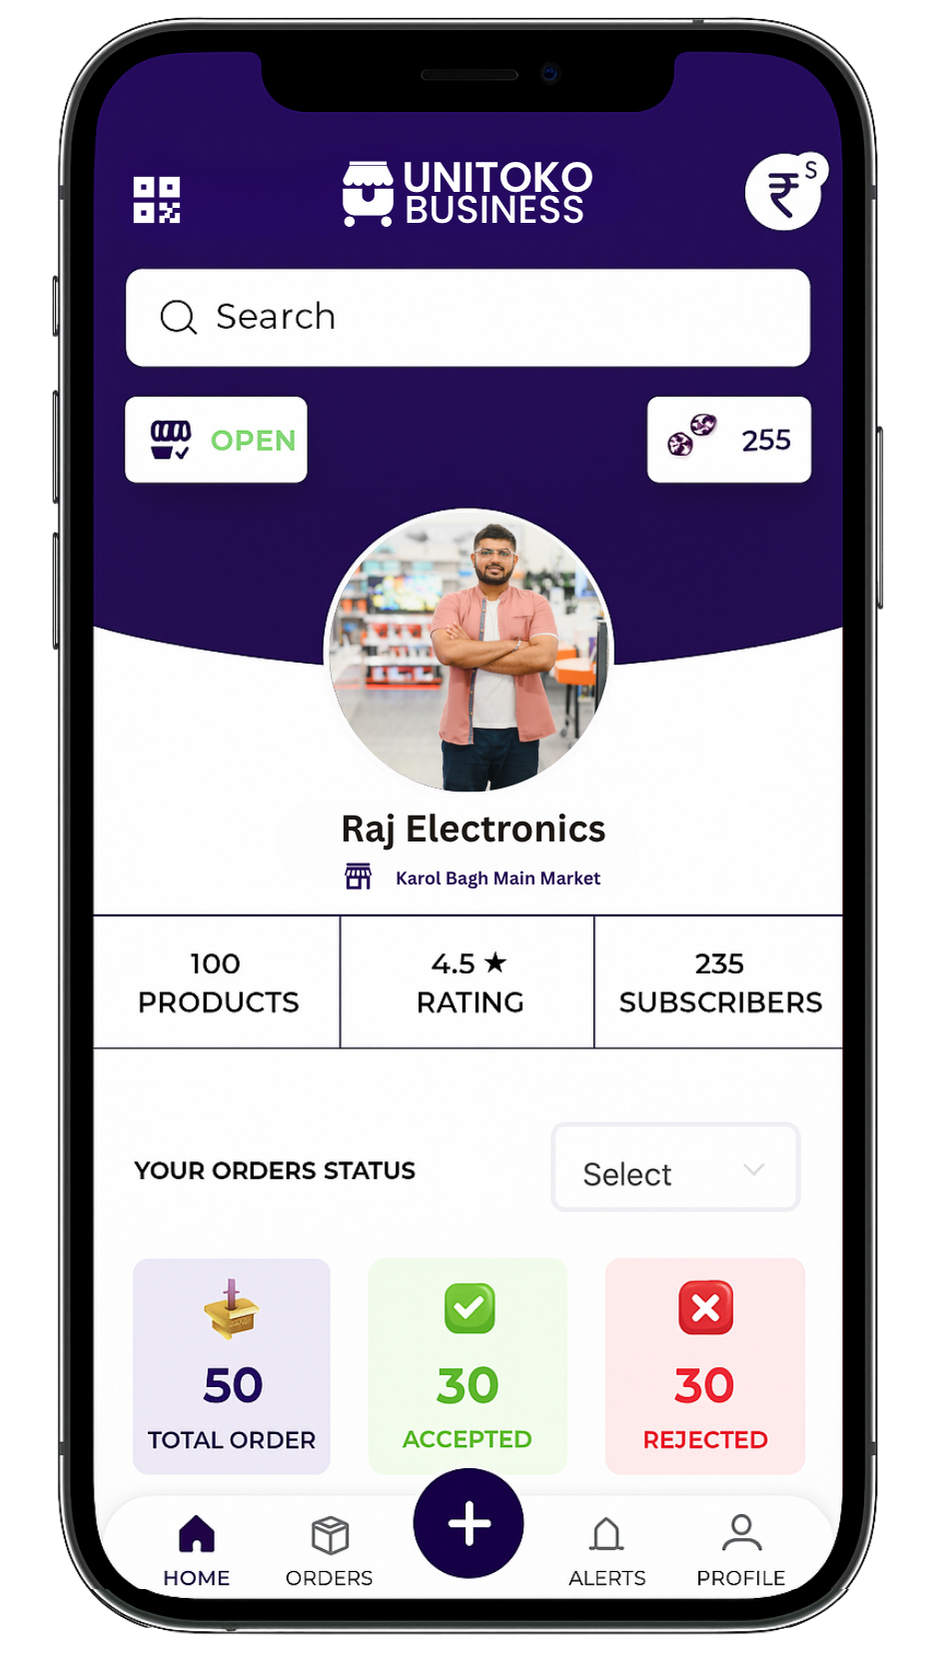 UNITOKO
BUSINESS
₹ S
Search
OPEN
255
Raj Electronics
Karol Bagh Main Market
100
PRODUCTS
4.5 ★
RATING
235
SUBSCRIBERS
YOUR ORDERS STATUS
Select
50
TOTAL ORDER
30
ACCEPTED
30
REJECTED
HOME
ORDERS
ALERTS
PROFILE